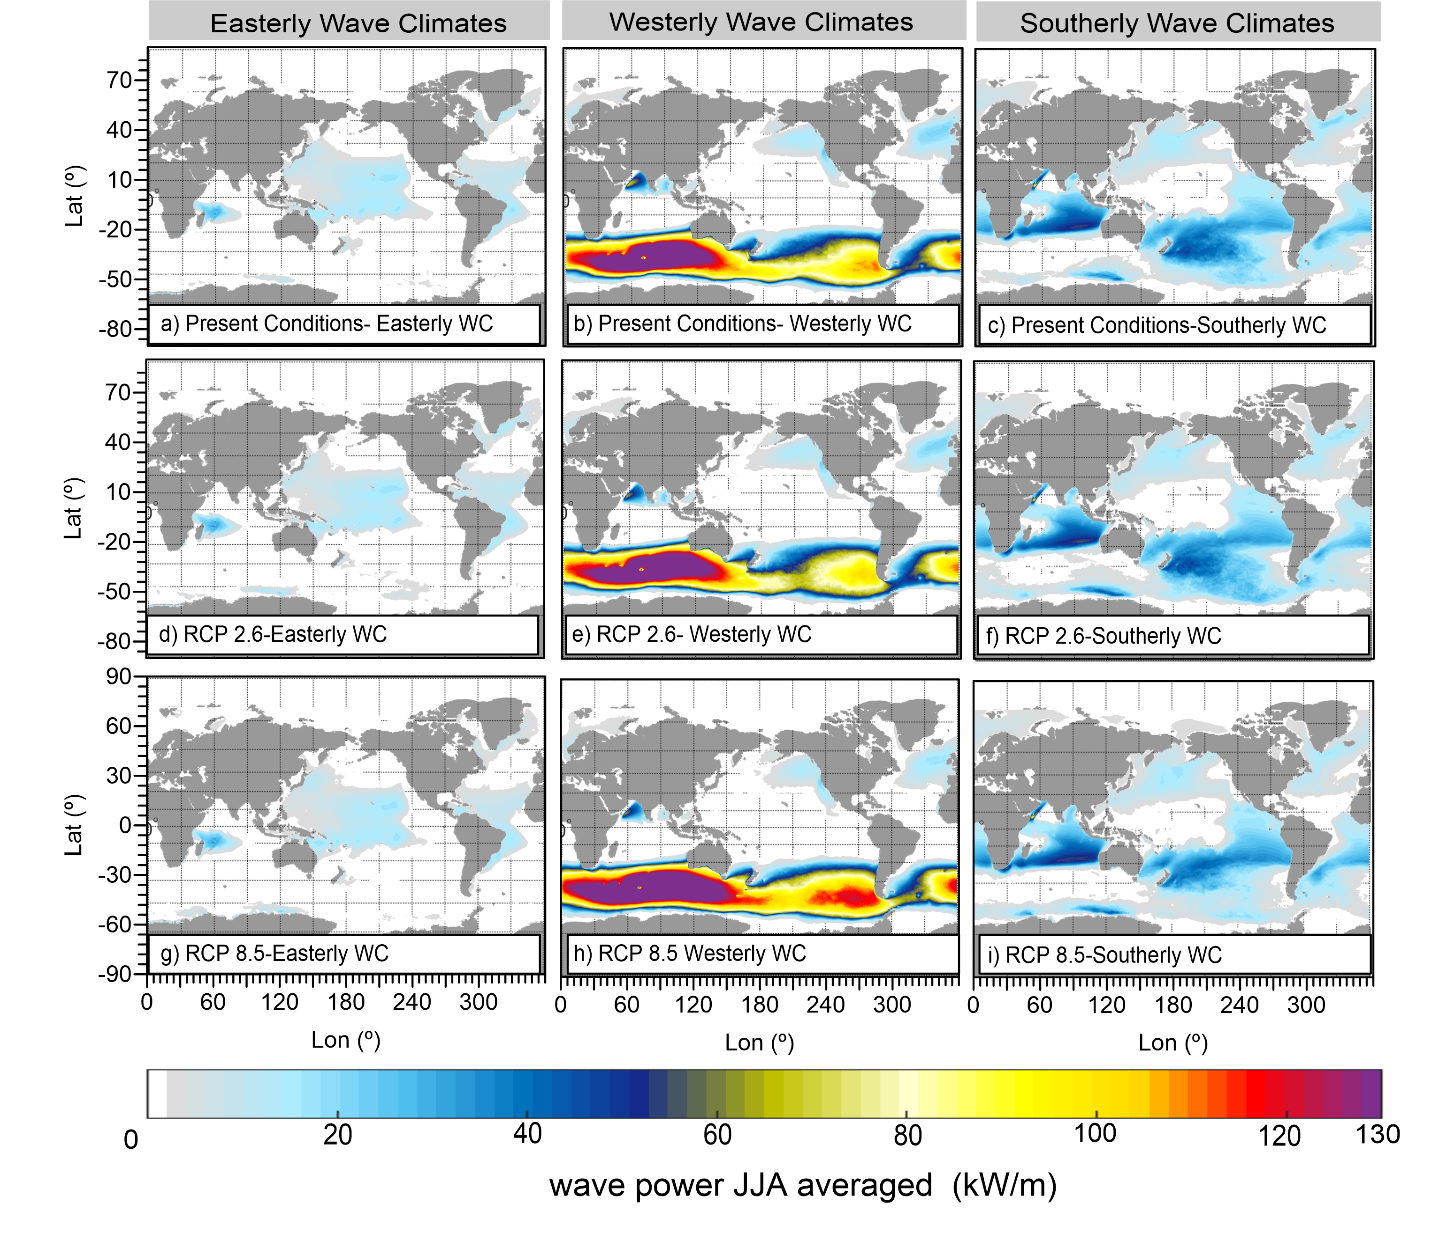 Easterly Wave Climates
Westerly Wave Climates
Southerly Wave Climates
70
40
10
0
-20
-50
-80
Lat (º)
a) Present Conditions- Easterly WC
b) Present Conditions- Westerly WC
c) Present Conditions-Southerly WC
70
40
10
0
-20
-50
-80
Lat (º)
d) RCP 2.6-Easterly WC
e) RCP 2.6- Westerly WC
f) RCP 2.6-Southerly WC
90
60
30
0
-30
-60
-90
Lat (º)
g) RCP 8.5-Easterly WC
h) RCP 8.5 Westerly WC
i) RCP 8.5-Southerly WC
0 60 120 180 240 300
0 60 120 180 240 300
0 60 120 180 240 300
Lon (º)
Lon (º)
Lon (º)
0 20 40 60 80 100 120 130
wave power JJA averaged (kW/m)